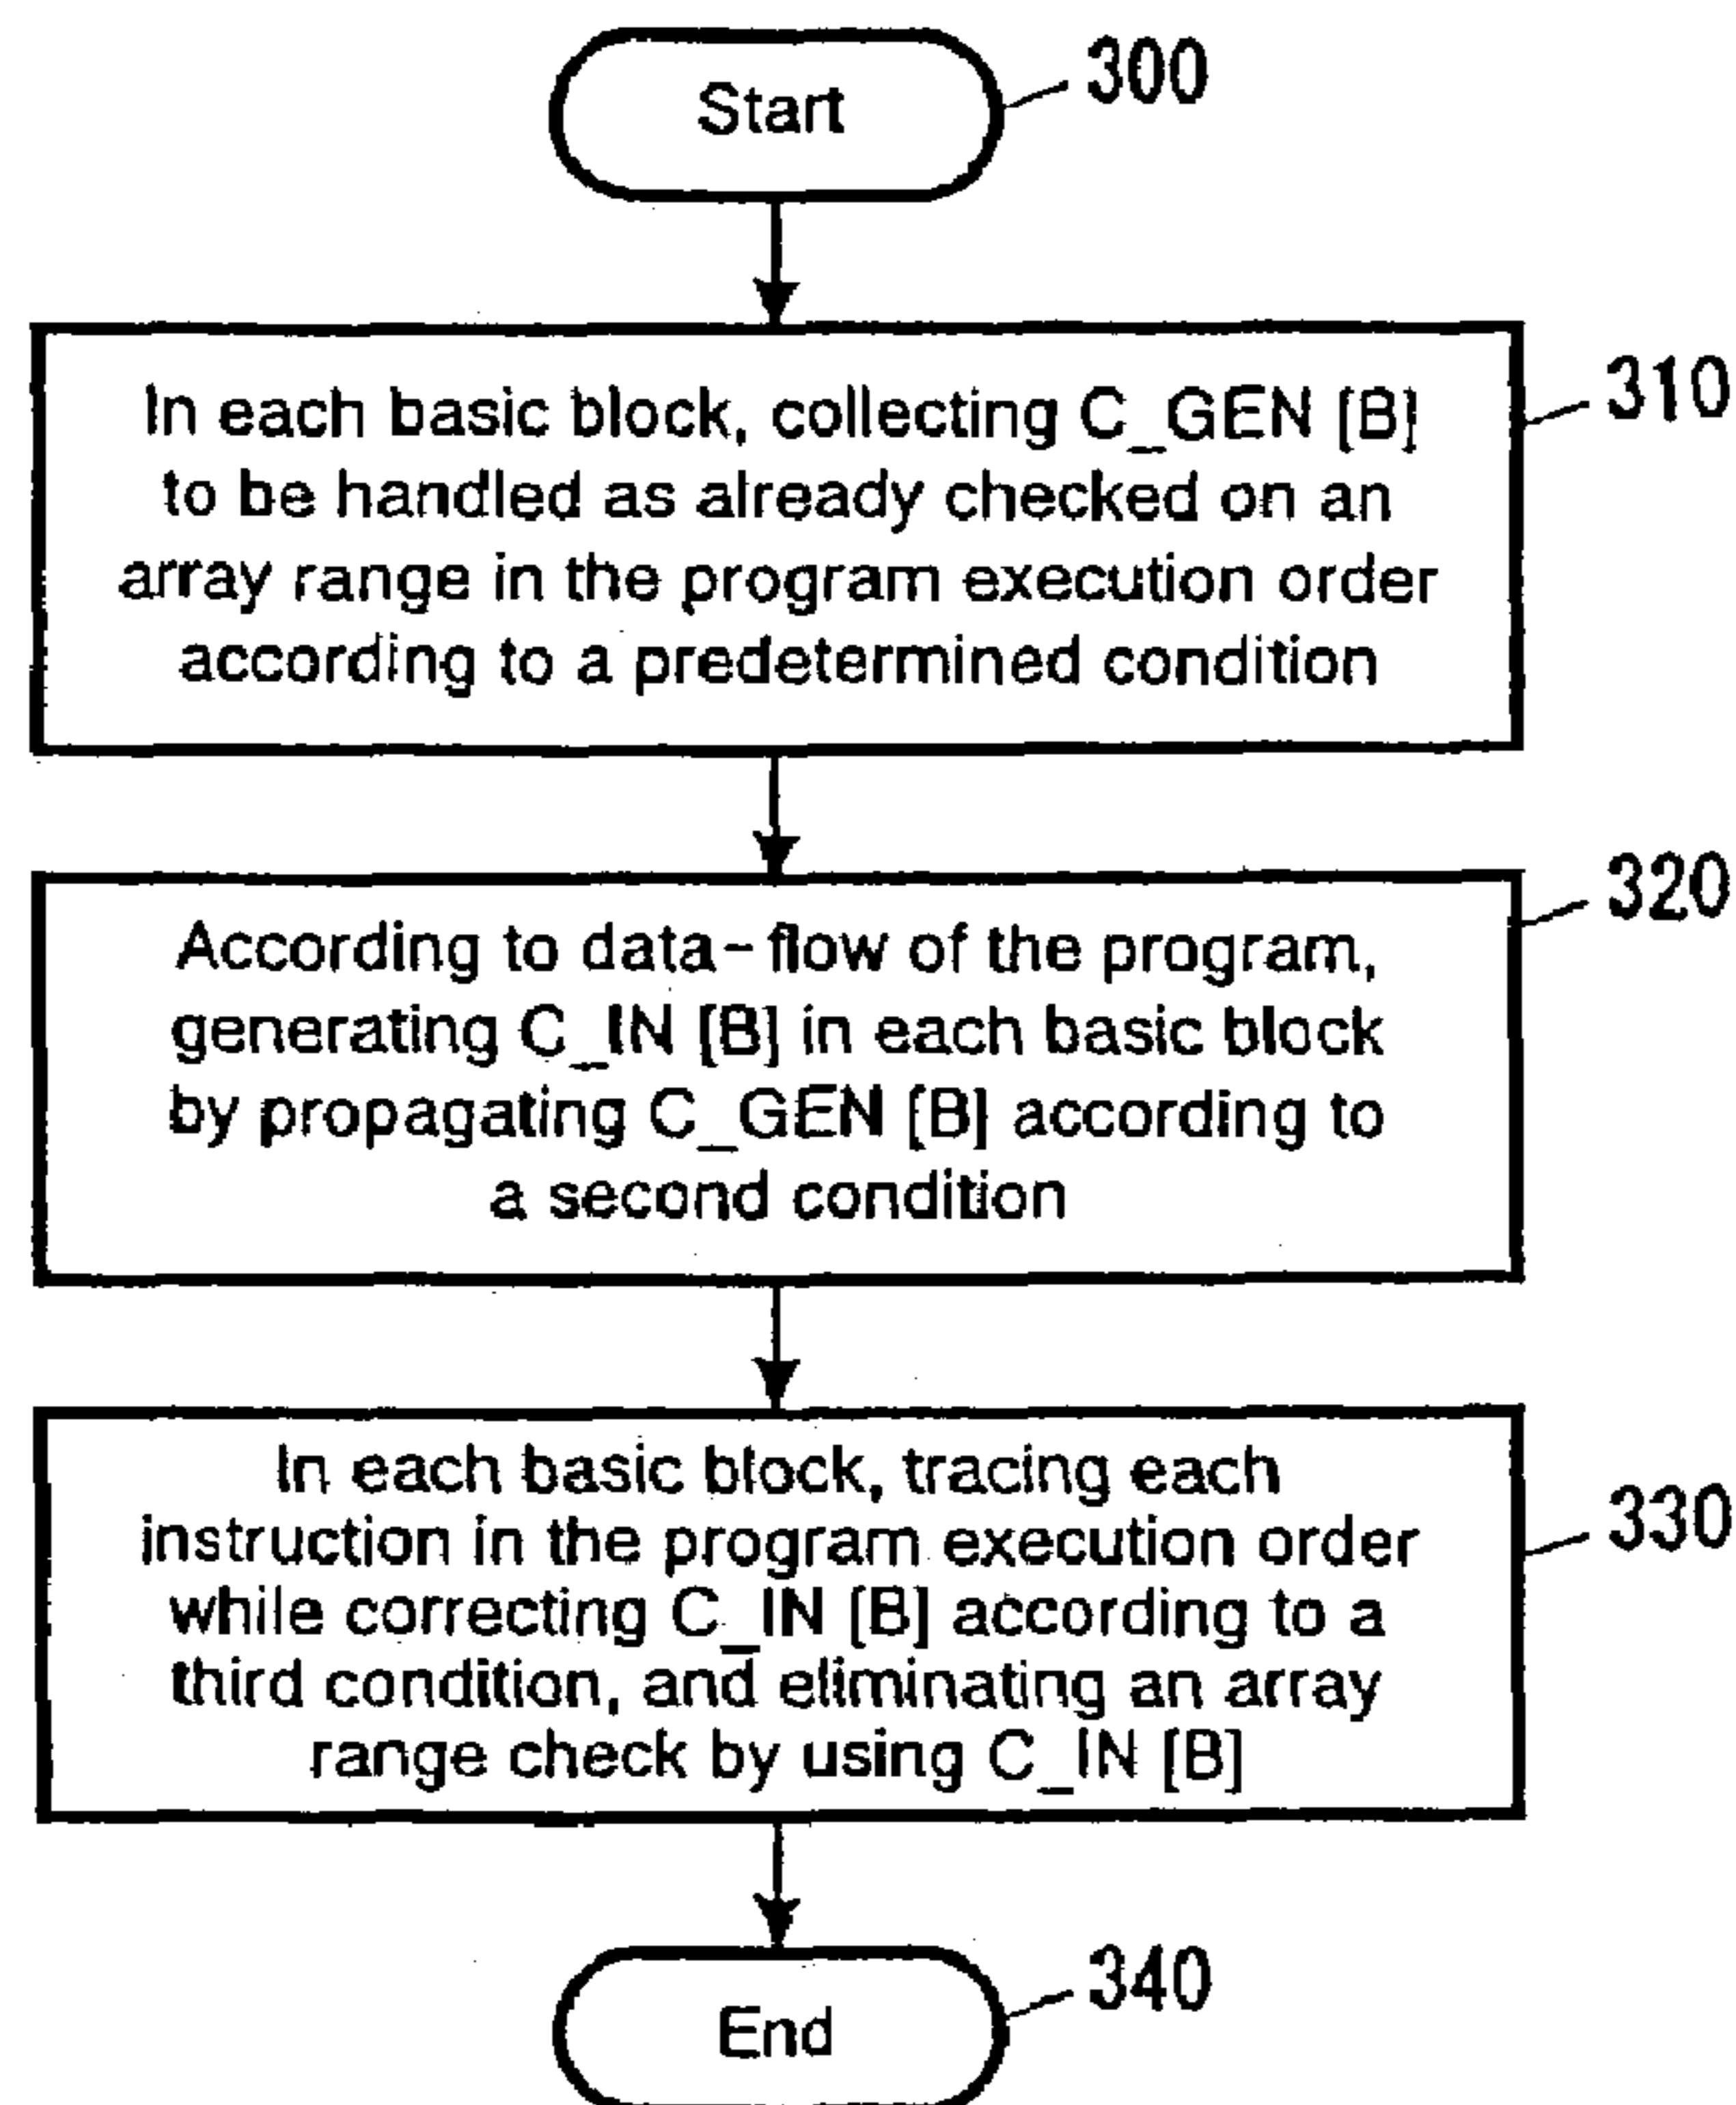 Start
300
In each basic block, collecting C_GEN [B]
to be handled as already checked on an
array range in the program execution order
according to a predetermined condition
310
According to data-flow of the program,
generating C_IN [B] in each basic block
by propagating C_GEN [B] according to
a second condition
320
In each basic block, tracing each
instruction in the program execution order
while correcting C_IN [B] according to a
third condition, and eliminating an array
range check by using C_IN [B]
330
End
340